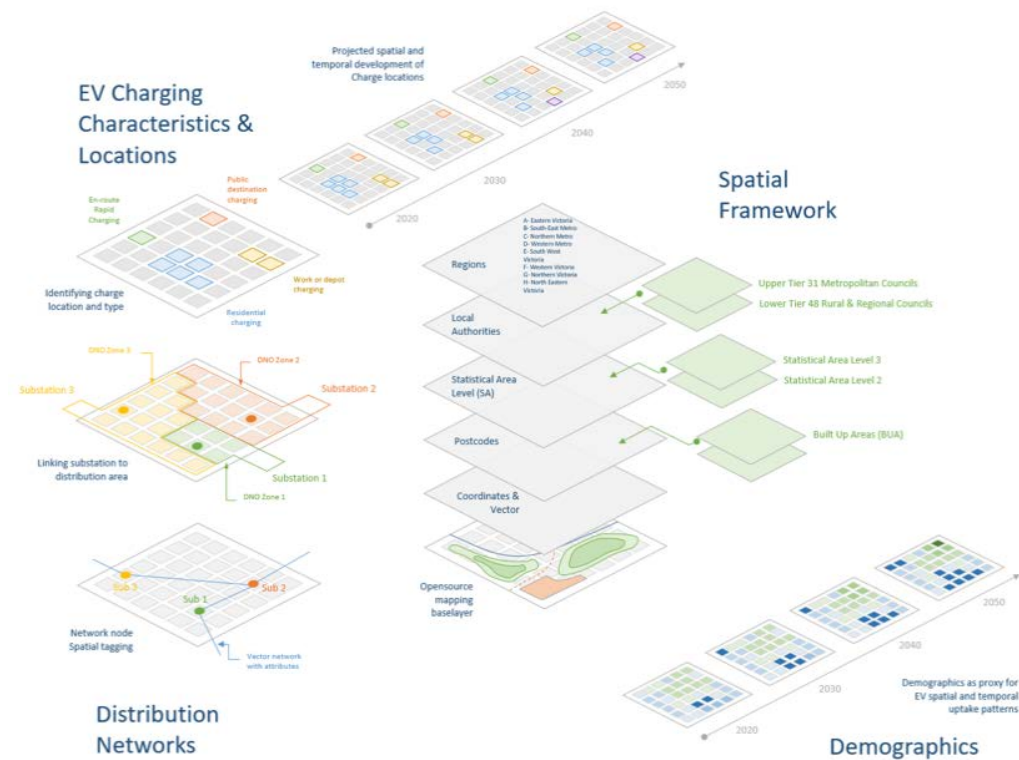 Projected spatial and
temporal development of
Charge locations
2050
2040
2030
2020
EV Charging
Characteristics &
Locations
En-route
Rapid
Charging
Public
destination
charging
Work or depot
charging
Residential
charging
Identifying charge
location and type
Spatial
Framework
Regions
A- Eastern Victoria
B- South-East Metro
C- Northern Metro
D- Western Metro
E- South West
Victoria
F- Western Victoria
G- Northern Victoria
H- North Eastern
Victoria
Local
Authorities
Upper Tier 31 Metropolitan Councils
Lower Tier 48 Rural & Regional Councils
Statistical Area
Level (SA)
Statistical Area Level 3
Statistical Area Level 2
Postcodes
Built Up Areas (BUA)
Coordinates &
Vector
Opensource
mapping
baselayer
DNO Zone 3
DNO Zone 2
Substation 3
Substation 2
Substation 1
DNO Zone 1
Linking substation to
distribution area
Sub 3
Sub 2
Sub 1
Network node
Spatial tagging
Vector network
with attributes
Distribution
Networks
2050
2040
2030
2020
Demographics as proxy for
EV spatial and temporal
uptake patterns
Demographics